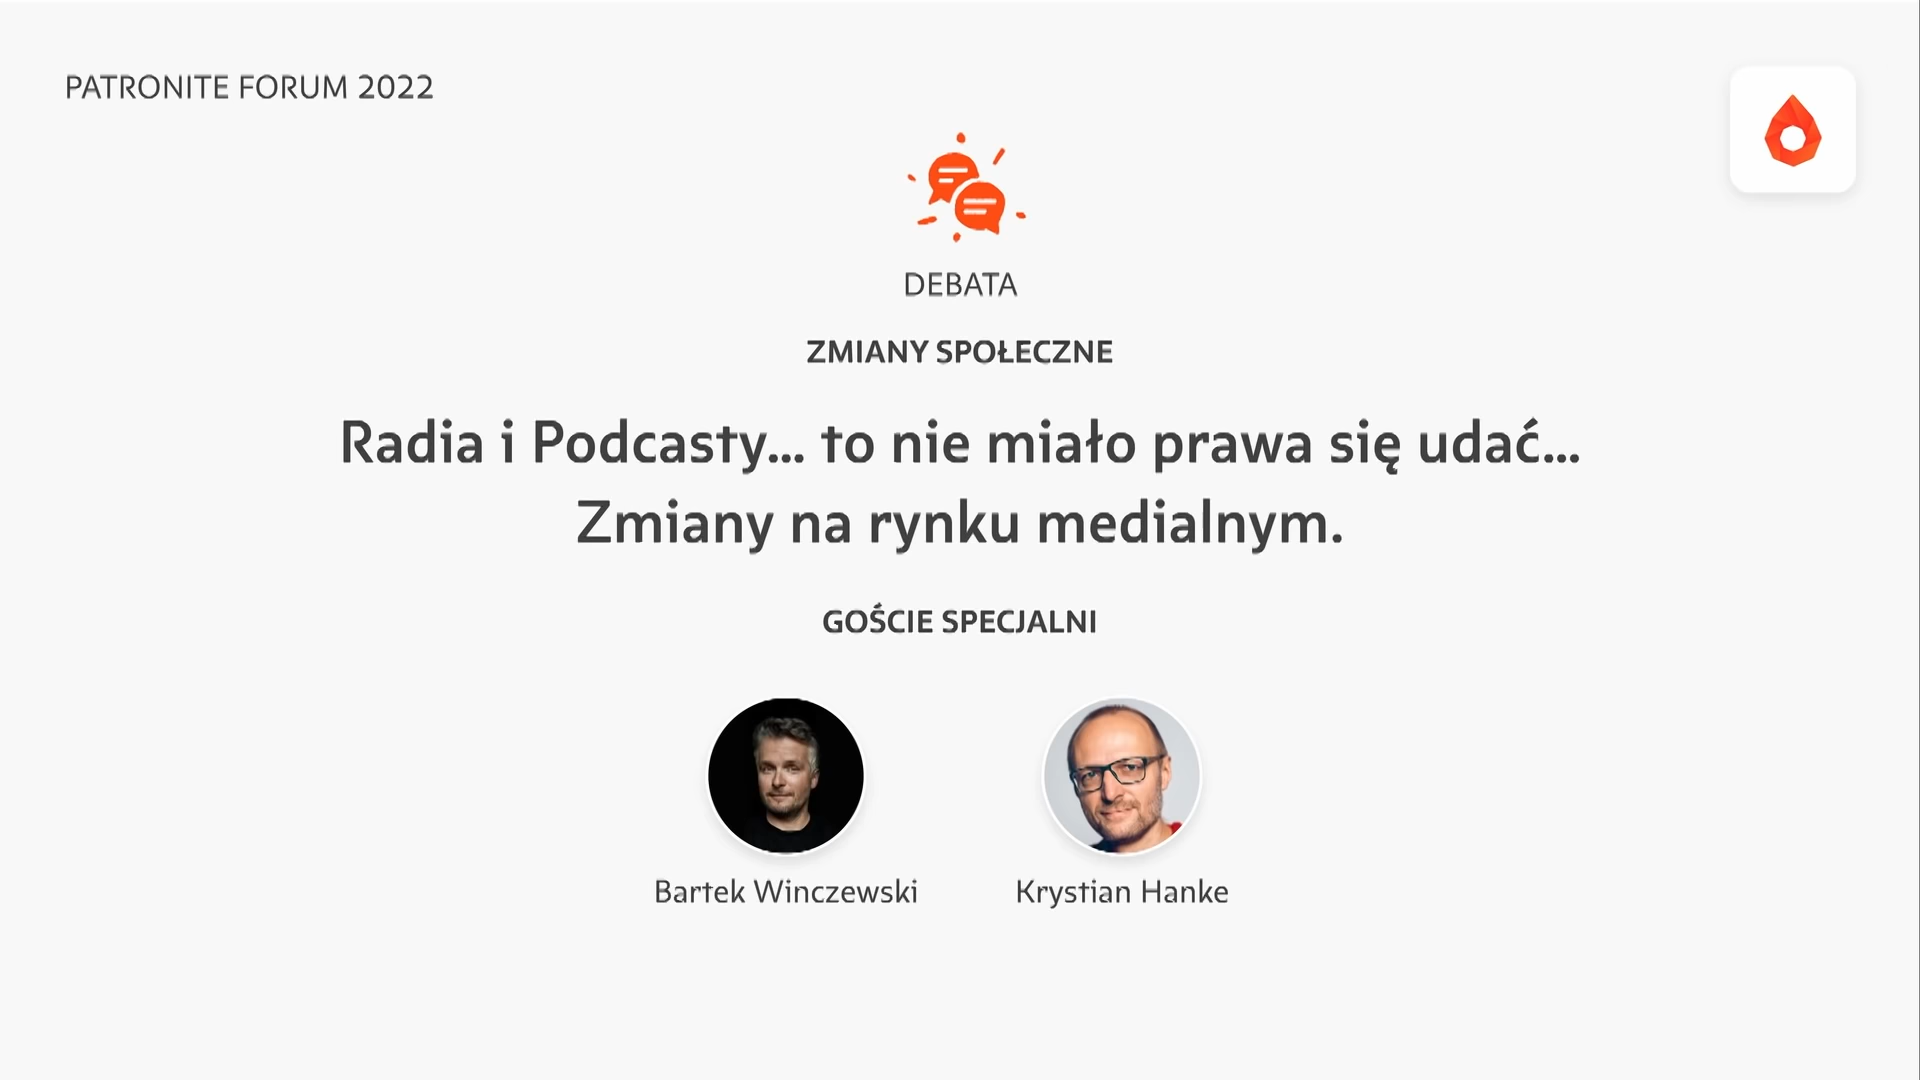 PATRONITE FORUM 2022
DEBATA
ZMIANY SPOŁECZNE
Radia i Podcasty... to nie miało prawa się udać...
Zmiany na rynku medialnym.
GOŚCIE SPECJALNI
Bartek Winczewski
Krystian Hanke